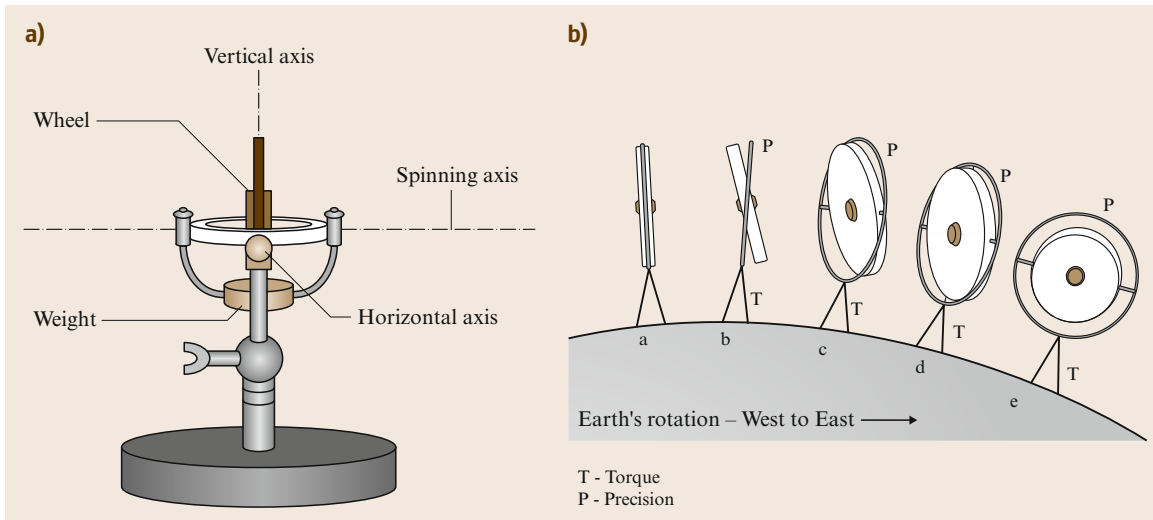 a)
Vertical axis
Wheel
Spinning axis
Weight
Horizontal axis
b)
P
P
P
P
T
T
T
T
a
b
c
d
e
Earth's rotation – West to East
T - Torque
P - Precision